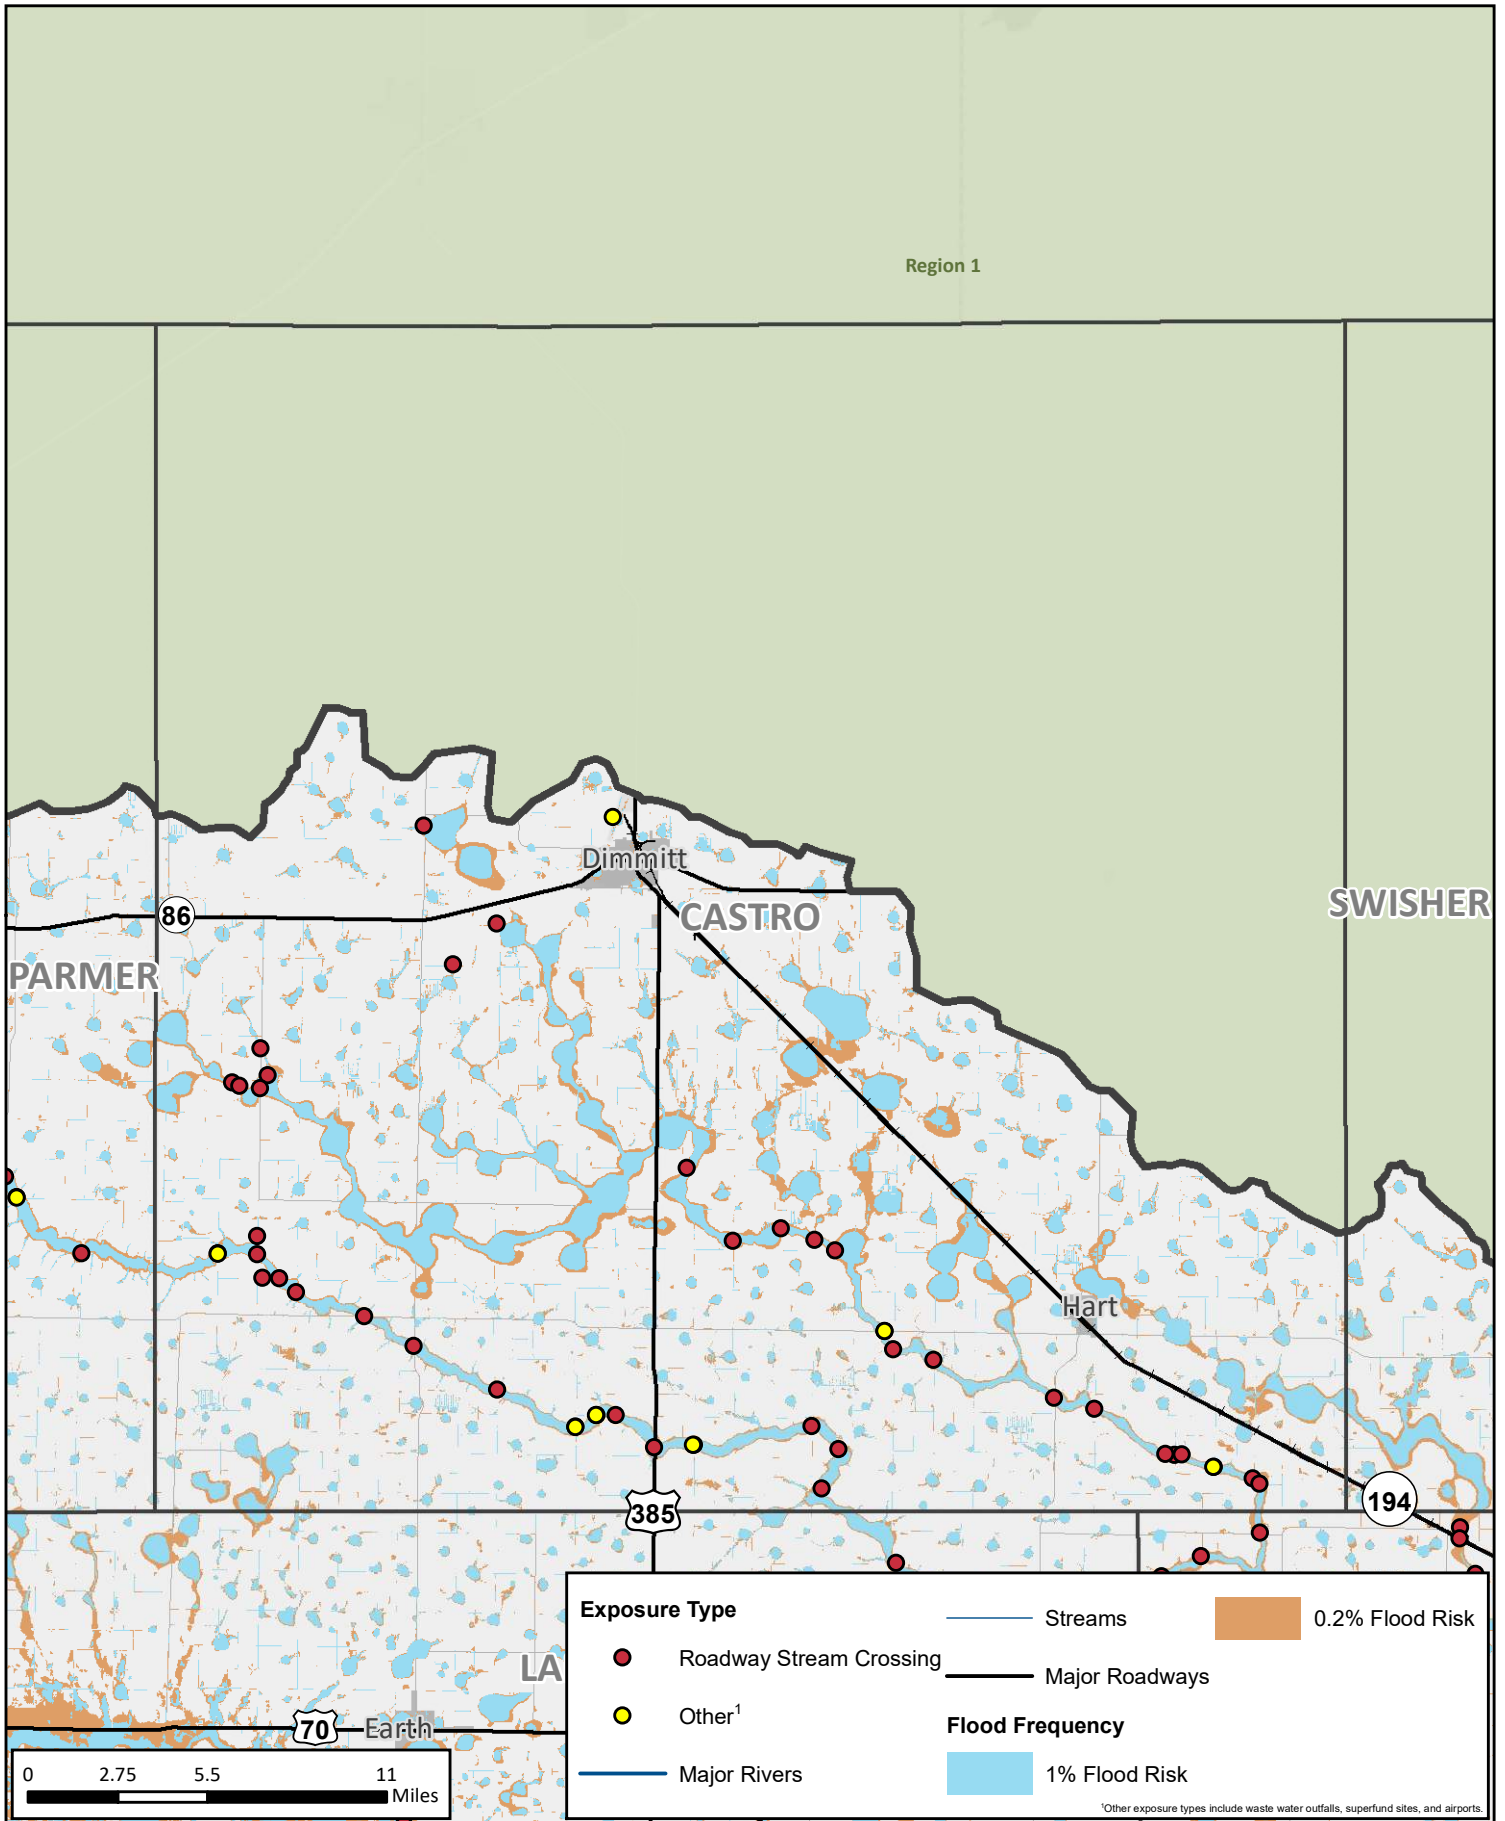 Region 1
Dimmitt
SWISHER
86
CASTRO
PARMER
Hart
194
385
LA
70
Earth
0 2.75 5.5 11
Miles
Exposure Type
Roadway Stream Crossing
Other¹
Major Rivers
Streams
Major Roadways
Flood Frequency
1% Flood Risk
0.2% Flood Risk
¹Other exposure types include waste water outfalls, superfund sites, and airports.